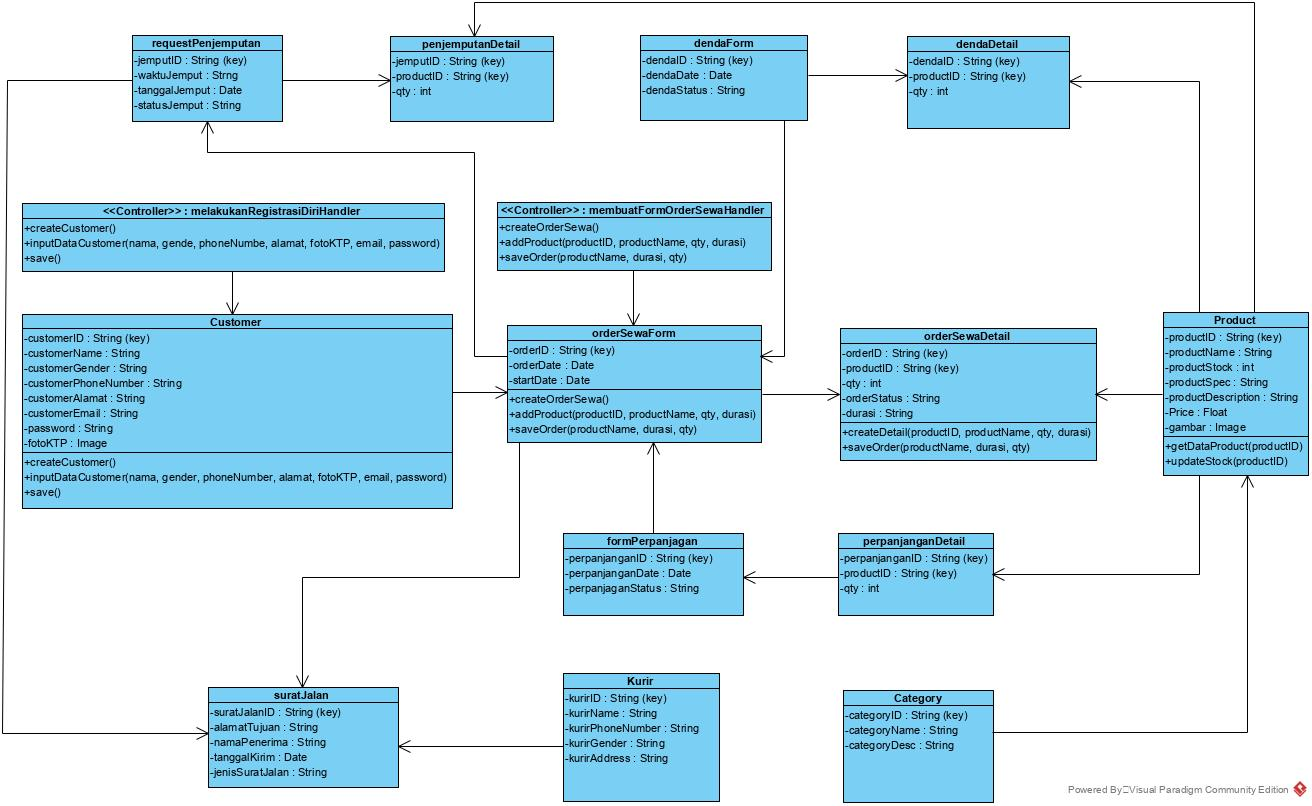 requestPenjemputan
-jemputID : String (key)
-waktuJemput : Strng
-tanggalJemput : Date
-statusJemput : String
penjemputanDetail
-jemputID : String (key)
-productID : String (key)
-qty : int
dendaForm
-dendaID : String (key)
-dendaDate : Date
-dendaStatus : String
dendaDetail
-dendaID : String (key)
-productID : String (key)
-qty : int
<<Controller>> : melakukanRegistrasiDiriHandler
+createCustomer()
+inputDataCustomer(nama, gende, phoneNumbe, alamat, fotoKTP, email, password)
+save()
<<Controller>> : membuatFormOrderSewaHandler
+createOrderSewa()
+addProduct(productID, productName, qty, durasi)
+saveOrder(productName, durasi, qty)
Customer
-customerID : String (key)
-customerName : String
-customerGender : String
-customerPhoneNumber : String
-customerAlamat : String
-customerEmail : String
-password : String
-fotoKTP : Image
+createCustomer()
+inputDataCustomer(nama, gender, phoneNumber, alamat, fotoKTP, email, password)
+save()
orderSewaForm
-orderID : String (key)
-orderDate : Date
-startDate : Date
+createOrderSewa()
+addProduct(productID, productName, qty, durasi)
+saveOrder(productName, durasi, qty)
orderSewaDetail
-orderID : String (key)
-productID : String (key)
-qty : int
-orderStatus : String
-durasi : String
+createDetail(productID, productName, qty, durasi)
+saveOrder(productName, durasi, qty)
Product
-productID : String (key)
-productName : String
-productStock : int
-productSpec : String
-productDescription : String
-Price : Float
-gambar : Image
+getDataProduct(productID)
+updateStock(productID)
formPerpanjagan
-perpanjanganID : String (key)
-perpanjanganDate : Date
-perpanjaganStatus : String
perpanjanganDetail
-perpanjanganID : String (key)
-productID : String (key)
-qty : int
suratJalan
-suratJalanID : String (key)
-alamatTujuan : String
-namaPenerima : String
-tanggalKirim : Date
-jenisSuratJalan : String
Kurir
-kurirID : String (key)
-kurirName : String
-kurirPhoneNumber : String
-kurirGender : String
-kurirAddress : String
Category
-categoryID : String (key)
-categoryName : String
-categoryDesc : String
Powered By Visual Paradigm Community Edition